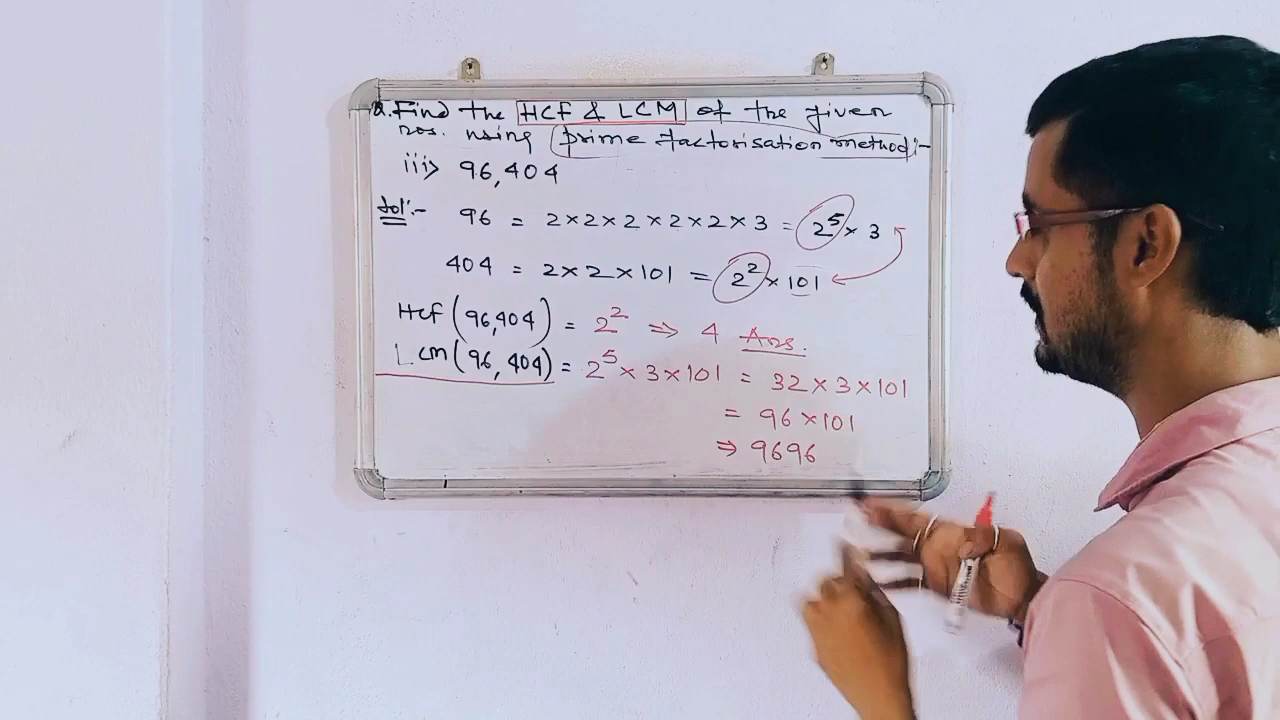 Q. Find the HCF & LCM of the given
nos. using prime factorisation method:-
iii> 96,404
Sol:- 96 = 2×2×2×2×2×3 = 2⁵×3
404 = 2×2×101 = 2²×101
HCF (96,404) = 2² ⇒ 4 Ans.
LCM (96, 404) = 2⁵×3×101 = 32×3×101
= 96×101
⇒ 9696